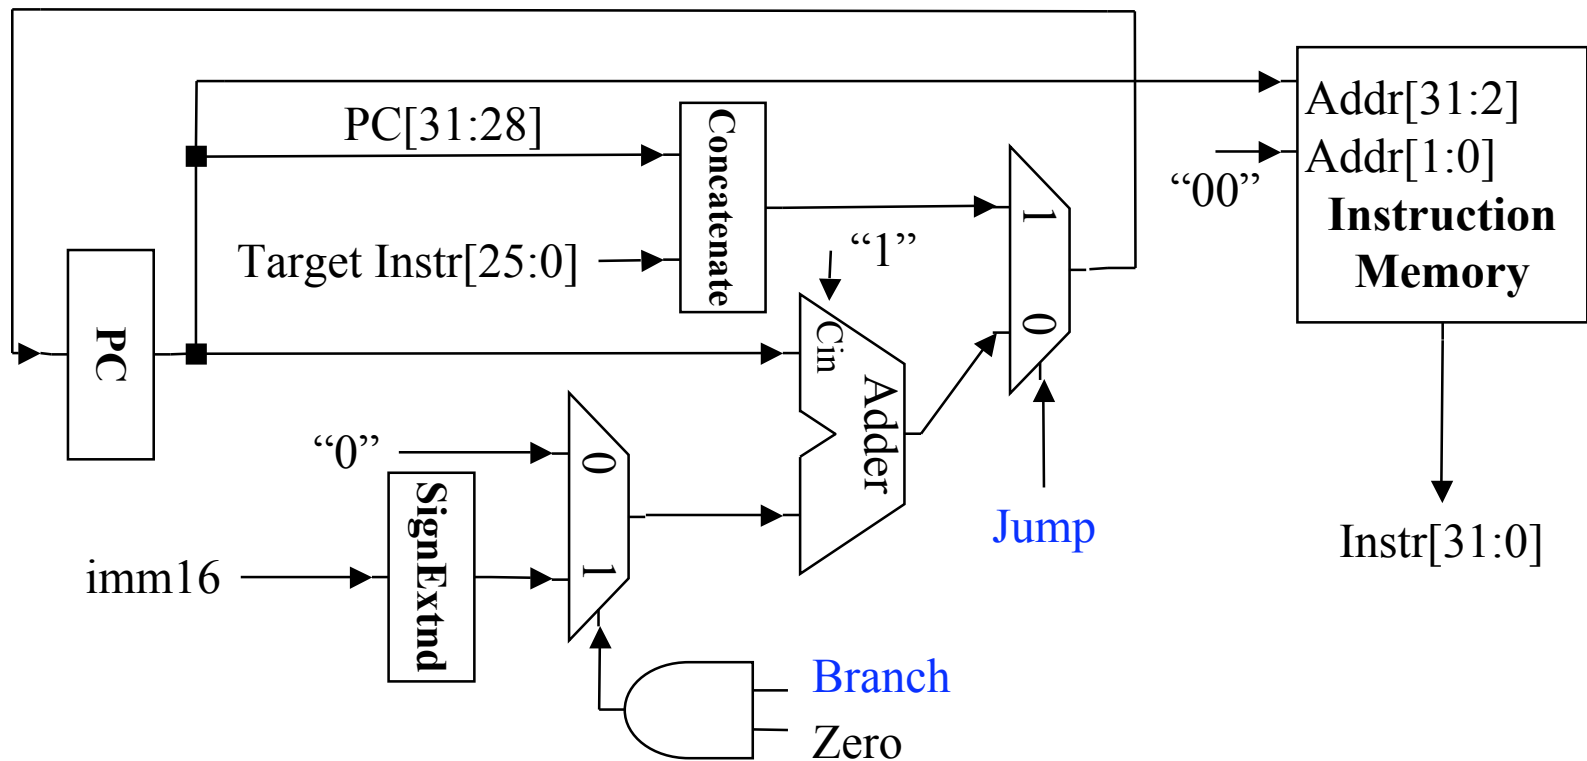 PC[31:28]
Target Instr[25:0]
Concatenate
“1”
Cin
Adder
1
0
Jump
Addr[31:2]
Addr[1:0]
“00”
Instruction
Memory
Instr[31:0]
PC
“0”
0
1
imm16
SignExtnd
Branch
Zero